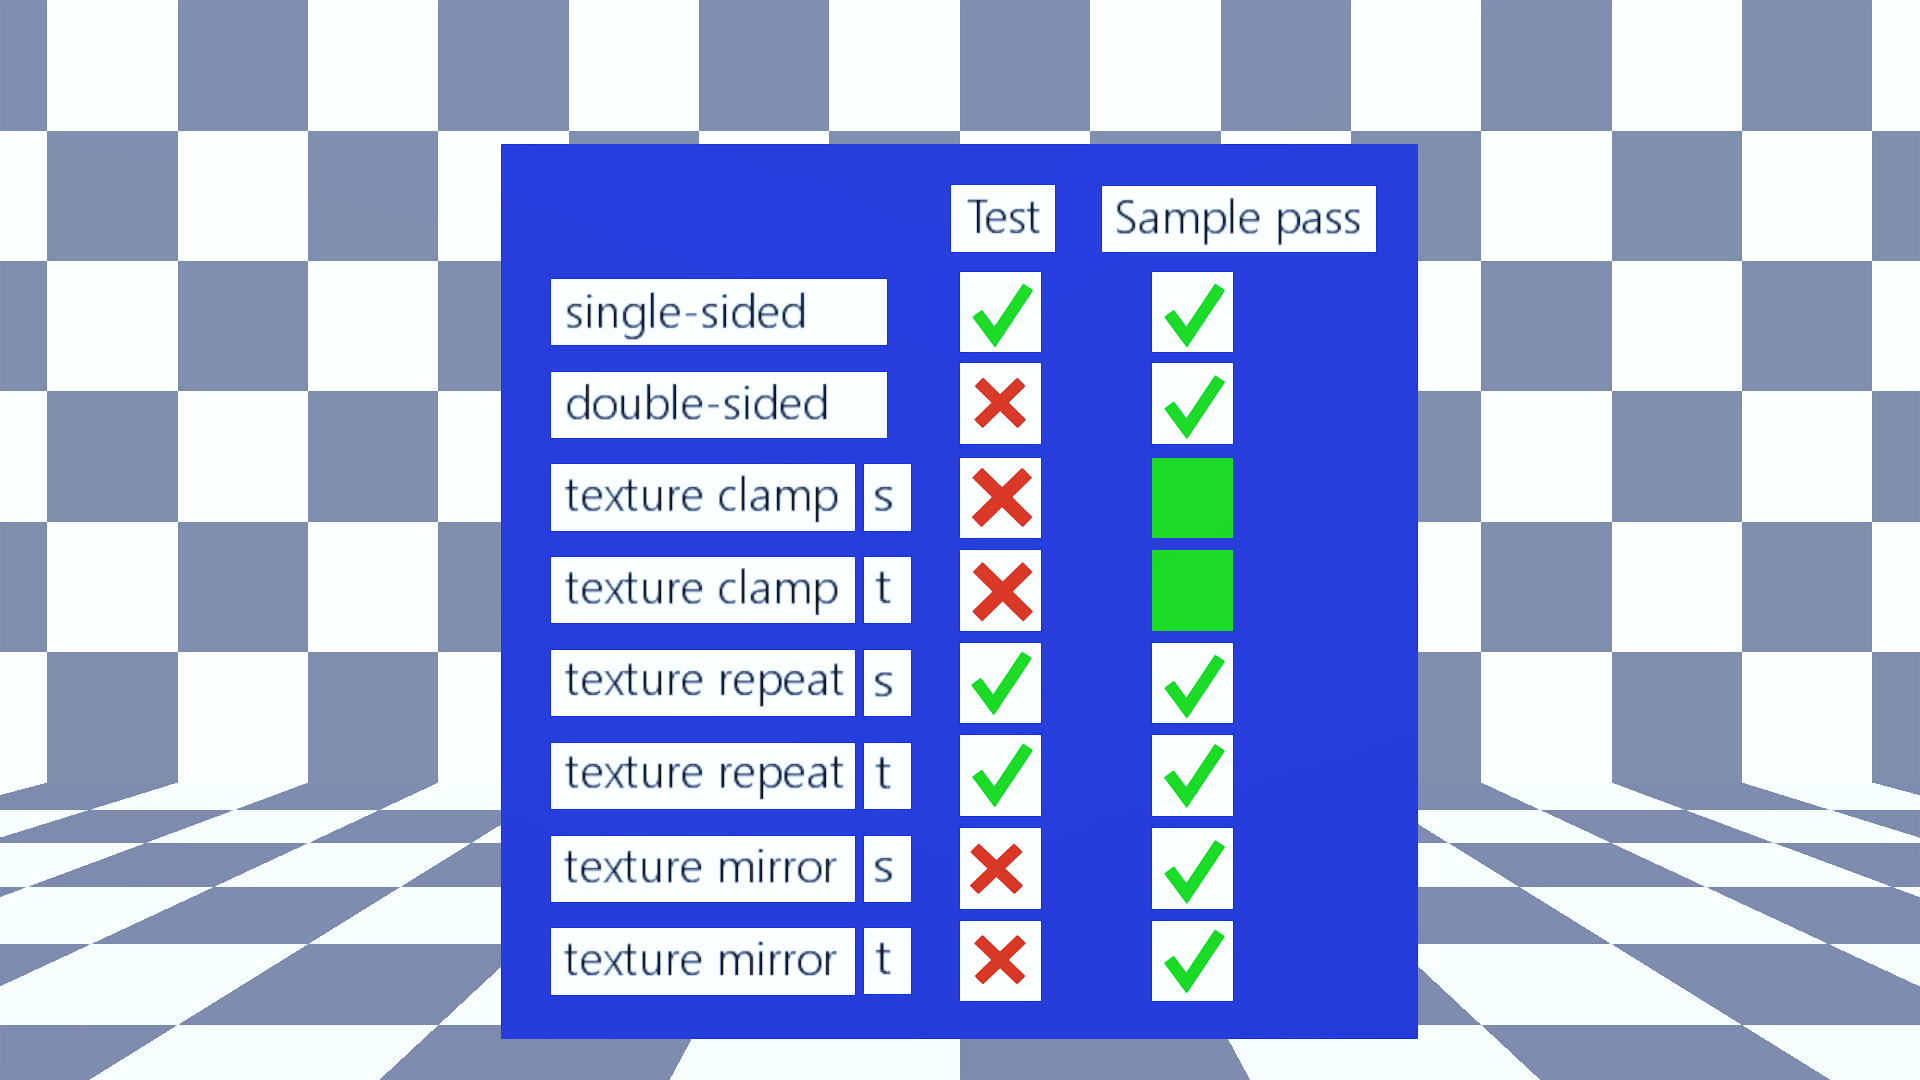 Test Sample pass
single-sided
double-sided
texture clamp s
texture clamp t
texture repeat s
texture repeat t
texture mirror s
texture mirror t